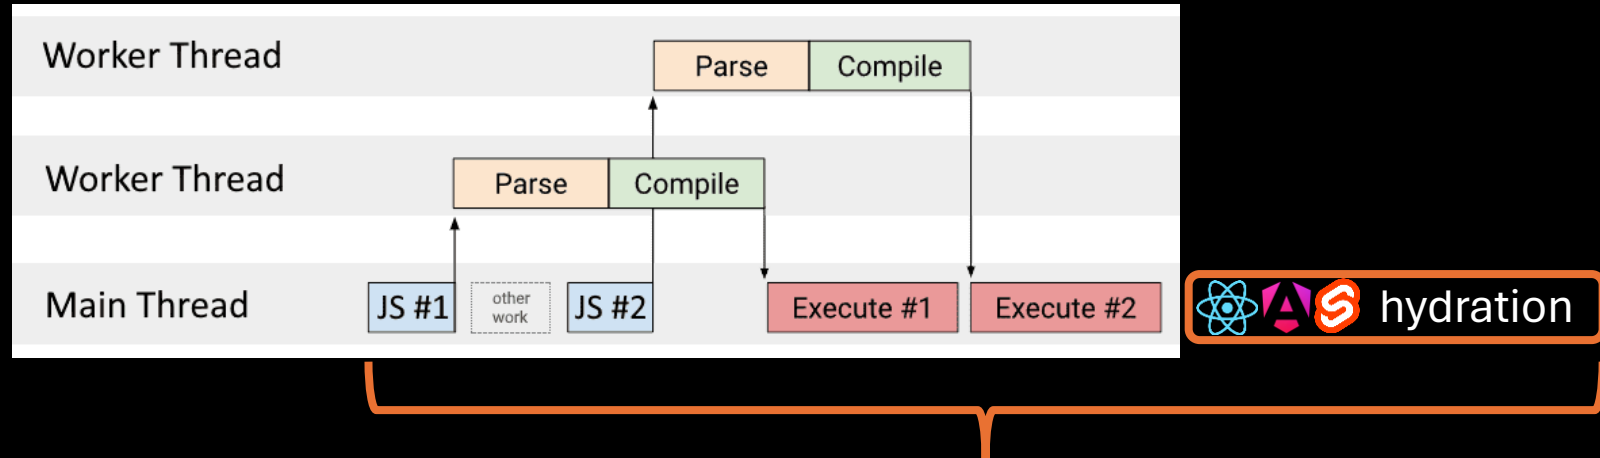 Worker Thread
Parse
Compile
Worker Thread
Parse
Compile
Main Thread
JS #1
other
work
JS #2
Execute #1
Execute #2
hydration